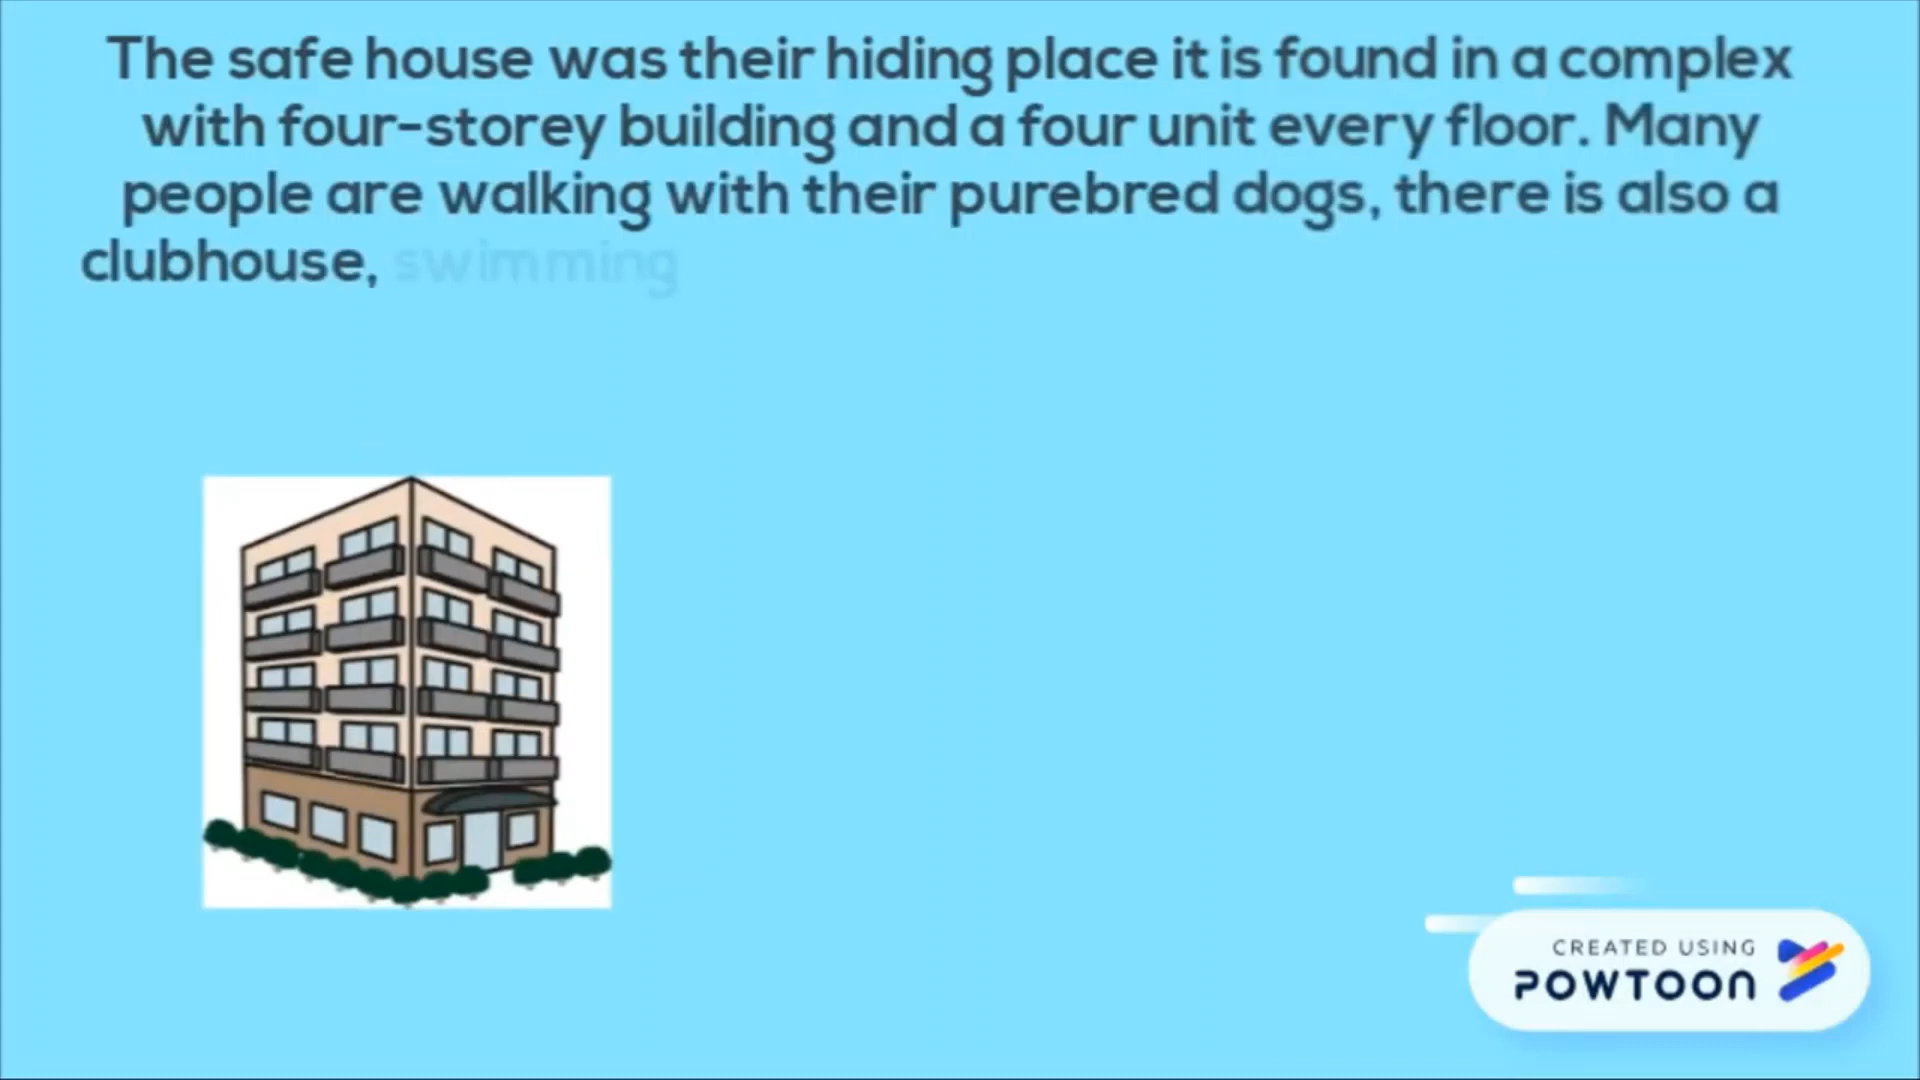 The safe house was their hiding place it is found in a complex
with four-storey building and a four unit every floor. Many
people are walking with their purebred dogs, there is also a
clubhouse, swimming
CREATED USING
POWTOON